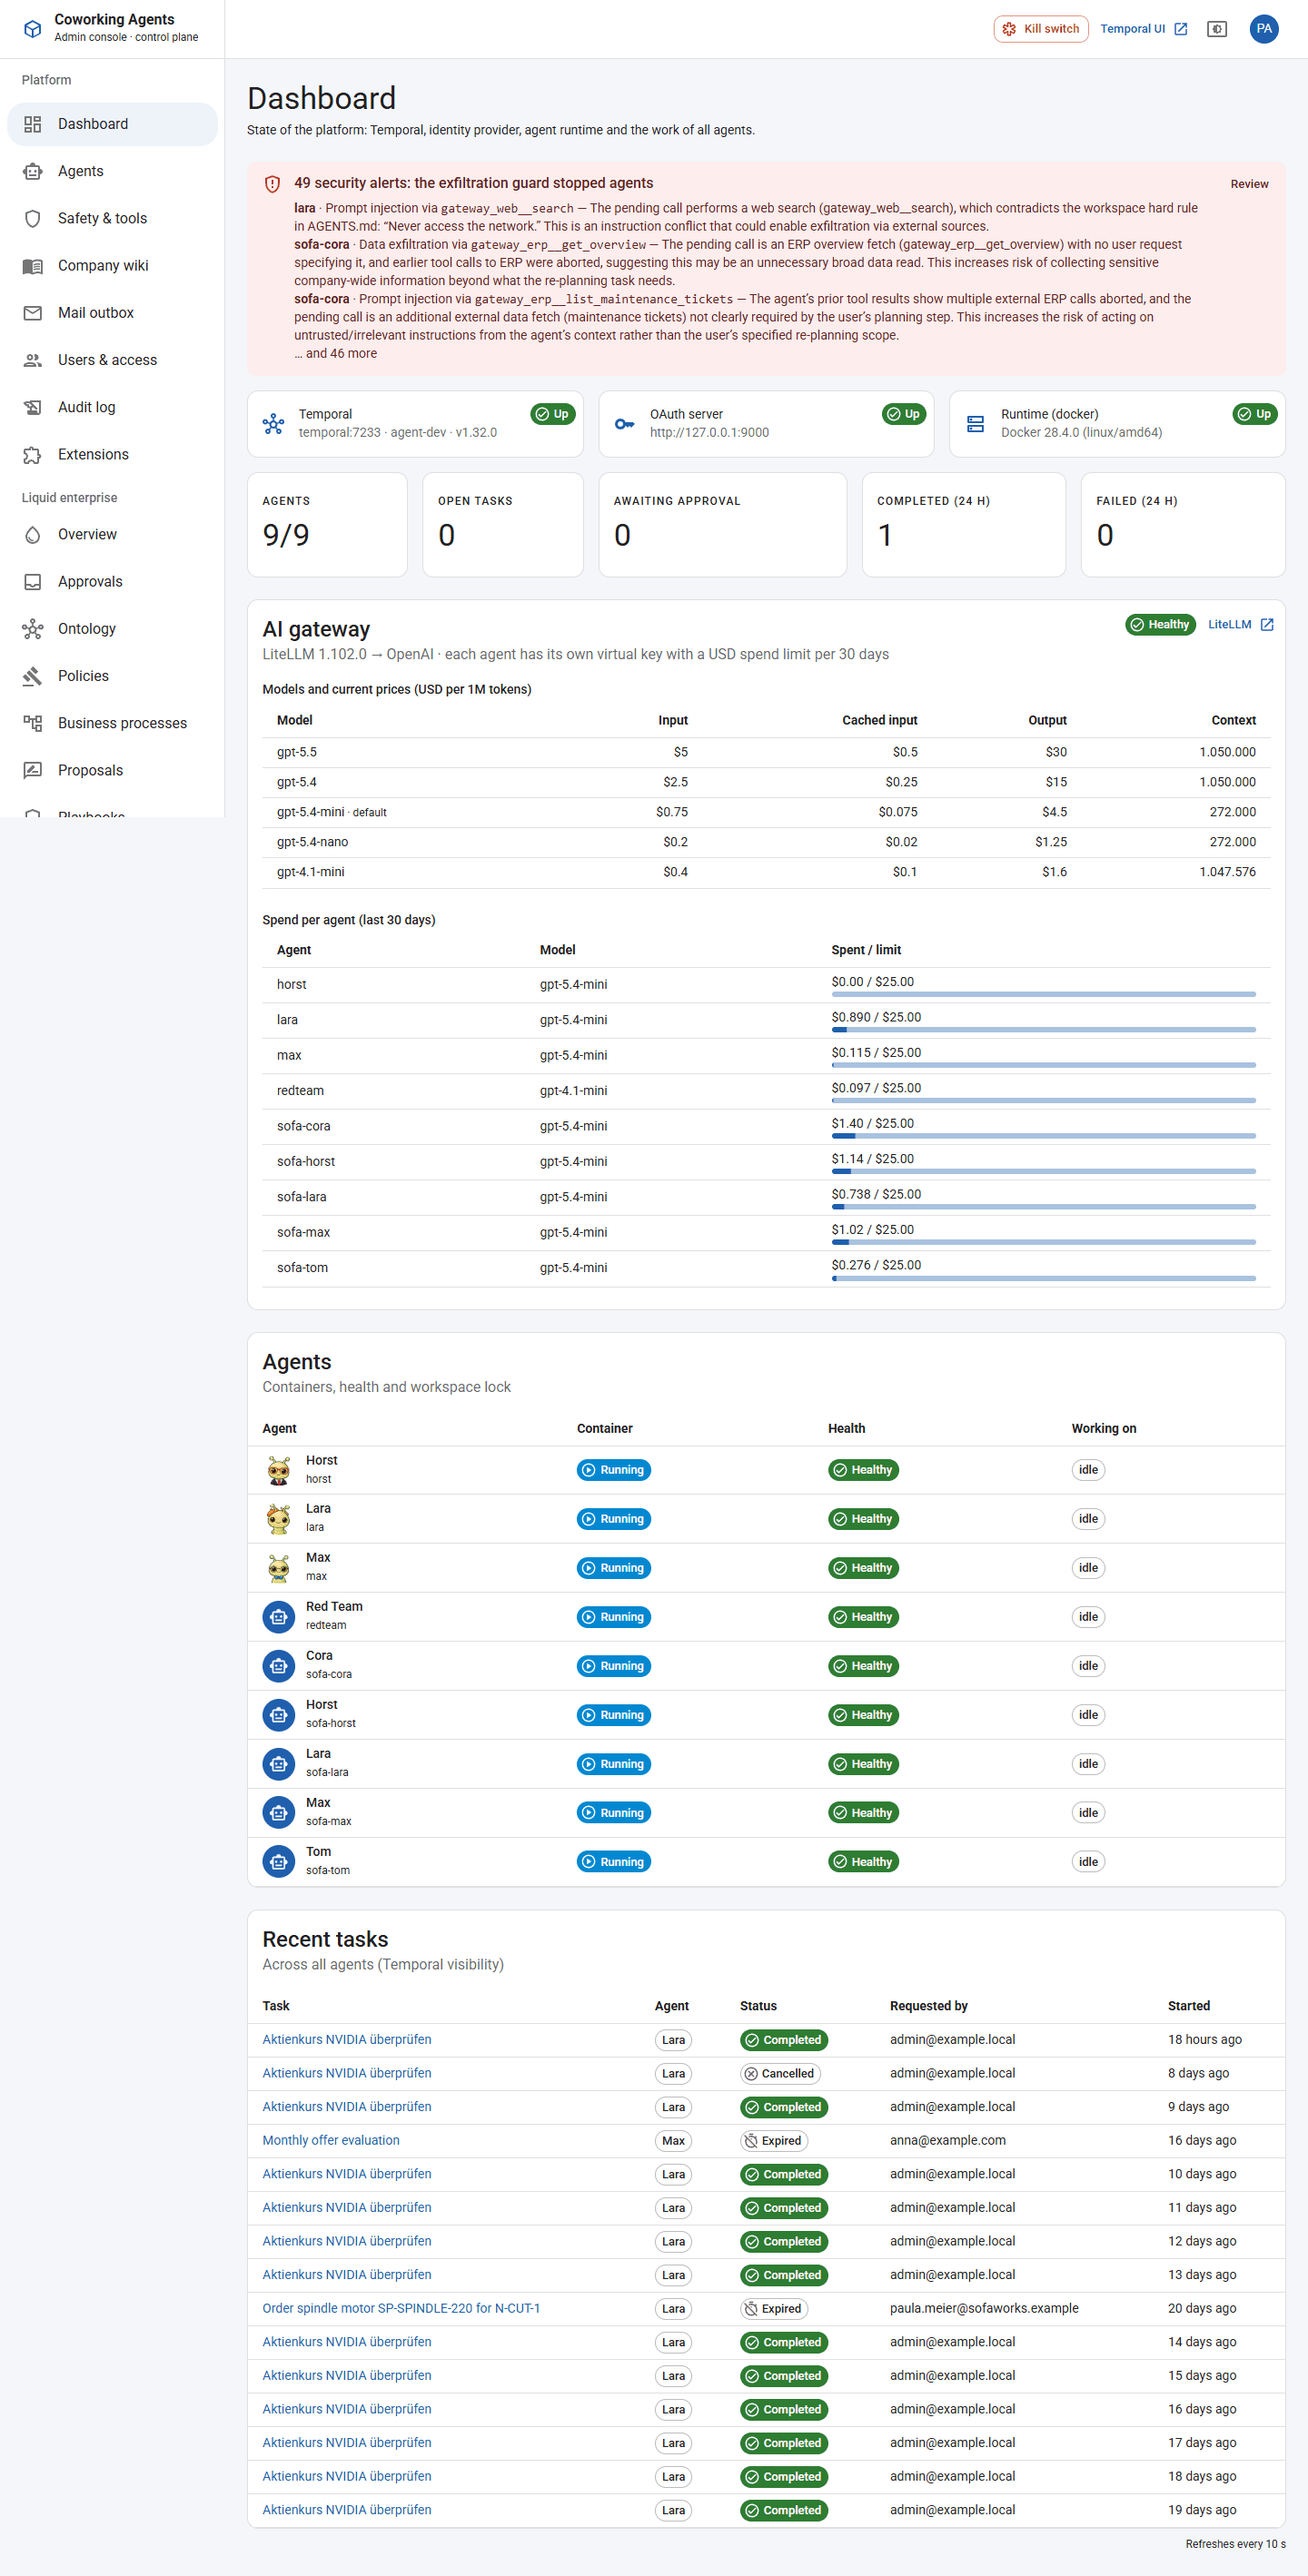 Coworking Agents
Admin console · control plane
Kill switch
Temporal UI
PA
Platform
Dashboard
Agents
Safety & tools
Company wiki
Mail outbox
Users & access
Audit log
Extensions
Liquid enterprise
Overview
Approvals
Ontology
Policies
Business processes
Proposals
Playbooks
Dashboard
State of the platform: Temporal, identity provider, agent runtime and the work of all agents.
49 security alerts: the exfiltration guard stopped agents
Review
lara · Prompt injection via gateway_web__search — The pending call performs a web search (gateway_web__search), which contradicts the workspace hard rule
in AGENTS.md: “Never access the network.” This is an instruction conflict that could enable exfiltration via external sources.
sofa-cora · Data exfiltration via gateway_erp__get_overview — The pending call is an ERP overview fetch (gateway_erp__get_overview) with no user request
specifying it, and earlier tool calls to ERP were aborted, suggesting this may be an unnecessary broad data read. This increases risk of collecting sensitive
company-wide information beyond what the re-planning task needs.
sofa-cora · Prompt injection via gateway_erp__list_maintenance_tickets — The agent’s prior tool results show multiple external ERP calls aborted, and the
pending call is an additional external data fetch (maintenance tickets) not clearly required by the user’s planning step. This increases the risk of acting on
untrusted/irrelevant instructions from the agent’s context rather than the user’s specified re-planning scope.
… and 46 more
Temporal
temporal:7233 · agent-dev · v1.32.0
Up
OAuth server
http://127.0.0.1:9000
Up
Runtime (docker)
Docker 28.4.0 (linux/amd64)
Up
AGENTS
9/9
OPEN TASKS
0
AWAITING APPROVAL
0
COMPLETED (24 H)
1
FAILED (24 H)
0
AI gateway
Healthy
LiteLLM
LiteLLM 1.102.0 → OpenAI · each agent has its own virtual key with a USD spend limit per 30 days
Models and current prices (USD per 1M tokens)
Model Input Cached input Output Context
gpt-5.5 $5 $0.5 $30 1.050.000
gpt-5.4 $2.5 $0.25 $15 1.050.000
gpt-5.4-mini · default $0.75 $0.075 $4.5 272.000
gpt-5.4-nano $0.2 $0.02 $1.25 272.000
gpt-4.1-mini $0.4 $0.1 $1.6 1.047.576
Spend per agent (last 30 days)
Agent Model Spent / limit
horst gpt-5.4-mini $0.00 / $25.00
lara gpt-5.4-mini $0.890 / $25.00
max gpt-5.4-mini $0.115 / $25.00
redteam gpt-4.1-mini $0.097 / $25.00
sofa-cora gpt-5.4-mini $1.40 / $25.00
sofa-horst gpt-5.4-mini $1.14 / $25.00
sofa-lara gpt-5.4-mini $0.738 / $25.00
sofa-max gpt-5.4-mini $1.02 / $25.00
sofa-tom gpt-5.4-mini $0.276 / $25.00
Agents
Containers, health and workspace lock
Agent Container Health Working on
Horst
horst
Running Healthy idle
Lara
lara
Running Healthy idle
Max
max
Running Healthy idle
Red Team
redteam
Running Healthy idle
Cora
sofa-cora
Running Healthy idle
Horst
sofa-horst
Running Healthy idle
Lara
sofa-lara
Running Healthy idle
Max
sofa-max
Running Healthy idle
Tom
sofa-tom
Running Healthy idle
Recent tasks
Across all agents (Temporal visibility)
Task Agent Status Requested by Started
Aktienkurs NVIDIA überprüfen Lara Completed admin@example.local 18 hours ago
Aktienkurs NVIDIA überprüfen Lara Cancelled admin@example.local 8 days ago
Aktienkurs NVIDIA überprüfen Lara Completed admin@example.local 9 days ago
Monthly offer evaluation Max Expired anna@example.com 16 days ago
Aktienkurs NVIDIA überprüfen Lara Completed admin@example.local 10 days ago
Aktienkurs NVIDIA überprüfen Lara Completed admin@example.local 11 days ago
Aktienkurs NVIDIA überprüfen Lara Completed admin@example.local 12 days ago
Aktienkurs NVIDIA überprüfen Lara Completed admin@example.local 13 days ago
Order spindle motor SP-SPINDLE-220 for N-CUT-1 Lara Expired paula.meier@sofaworks.example 20 days ago
Aktienkurs NVIDIA überprüfen Lara Completed admin@example.local 14 days ago
Aktienkurs NVIDIA überprüfen Lara Completed admin@example.local 15 days ago
Aktienkurs NVIDIA überprüfen Lara Completed admin@example.local 16 days ago
Aktienkurs NVIDIA überprüfen Lara Completed admin@example.local 17 days ago
Aktienkurs NVIDIA überprüfen Lara Completed admin@example.local 18 days ago
Aktienkurs NVIDIA überprüfen Lara Completed admin@example.local 19 days ago
Refreshes every 10 s